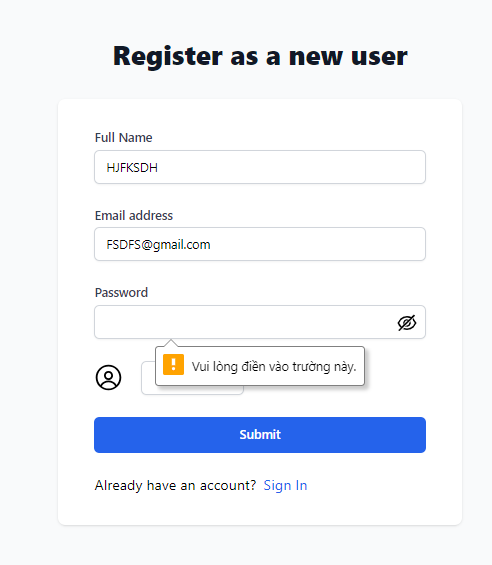 Register as a new user
Full Name
HJFKSDH
Email address
FSDFS@gmail.com
Password
Vui lòng điền vào trường này.
Submit
Already have an account? Sign In